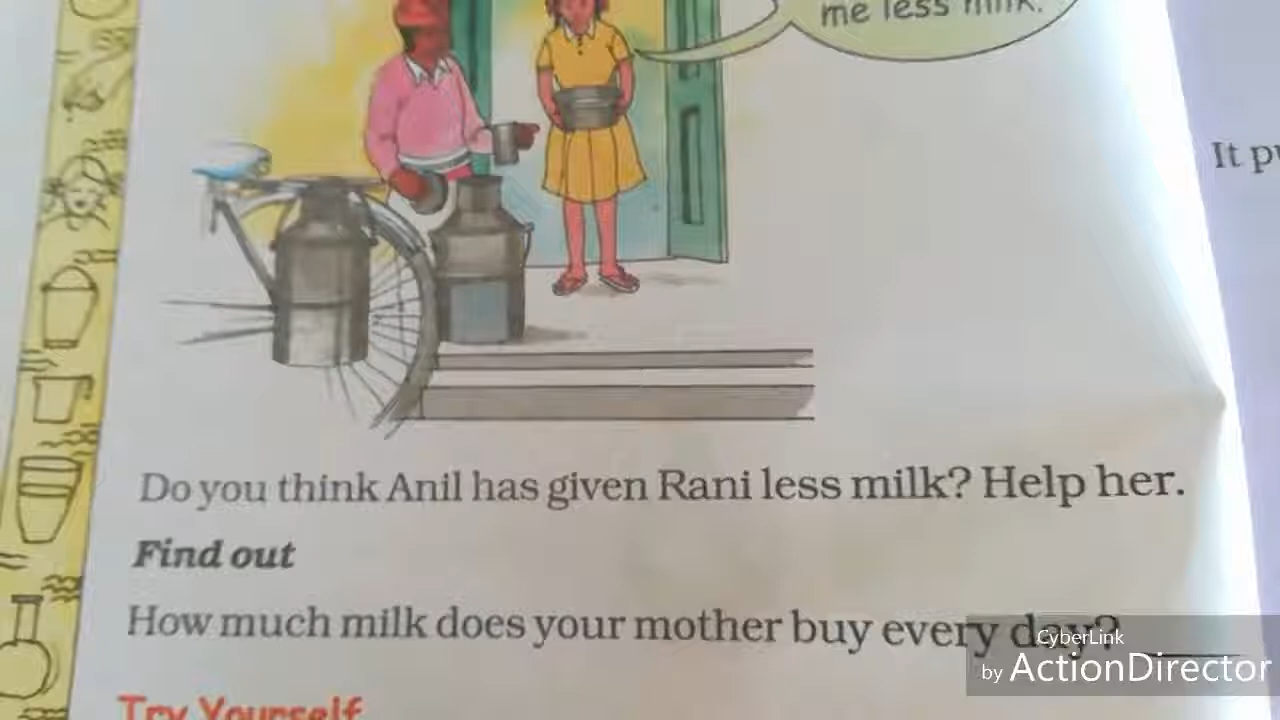 me less milk.
It
Do you think Anil has given Rani less milk? Help her.
Find out
How much milk does your mother buy every day?
CyberLink
by ActionDirector
Try Yourself